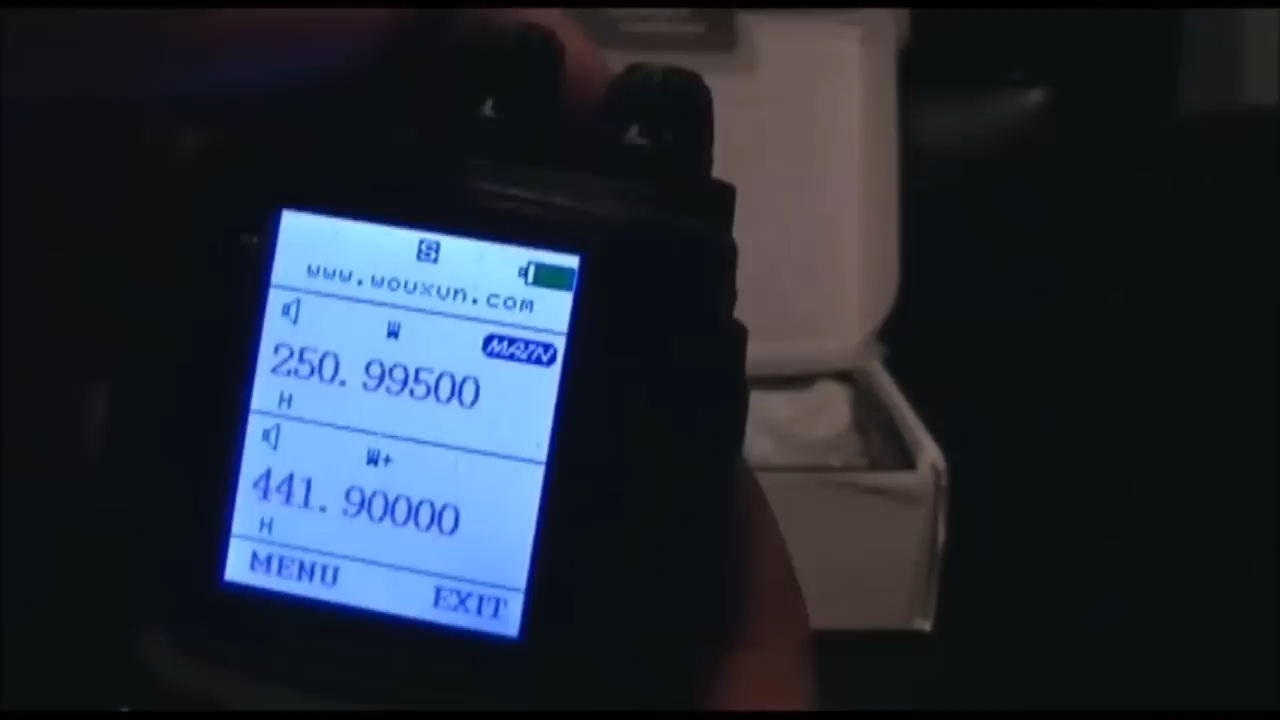 S
www.wouxun.com
W MAIN
250.99500
H
W+
441.90000
H
MENU EXIT